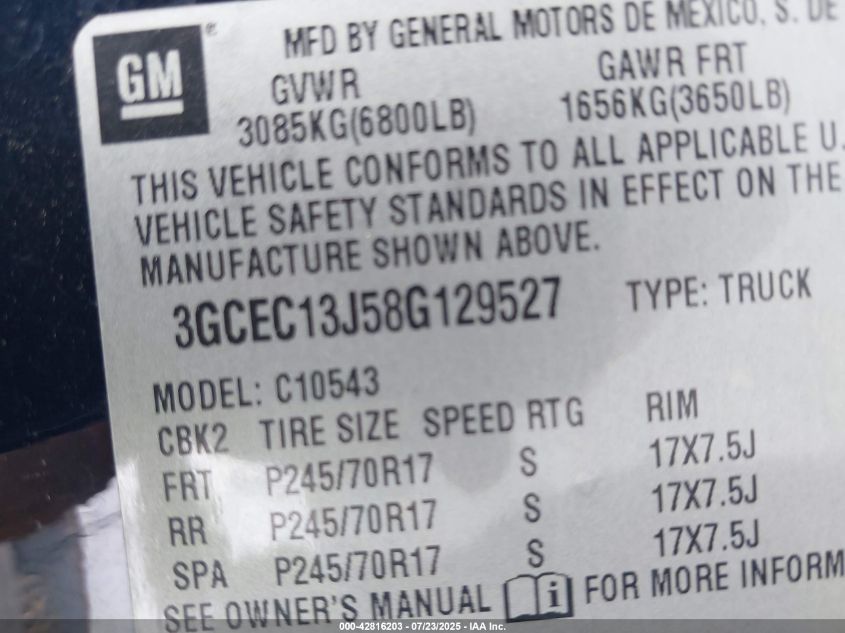 GM® MFD BY GENERAL MOTORS DE MEXICO, S. DE
GVWR GAWR FRT
3085KG(6800LB) 1656KG(3650LB)
THIS VEHICLE CONFORMS TO ALL APPLICABLE U.
VEHICLE SAFETY STANDARDS IN EFFECT ON THE
MANUFACTURE SHOWN ABOVE.
3GCEC13J58G129527 TYPE: TRUCK
MODEL: C10543
CBK2 TIRE SIZE SPEED RTG RIM
FRT P245/70R17 S 17X7.5J
RR P245/70R17 S 17X7.5J
SPA P245/70R17 S 17X7.5J
SEE OWNER'S MANUAL i FOR MORE INFORM
000-42816203 - 07/23/2025 - IAA Inc.